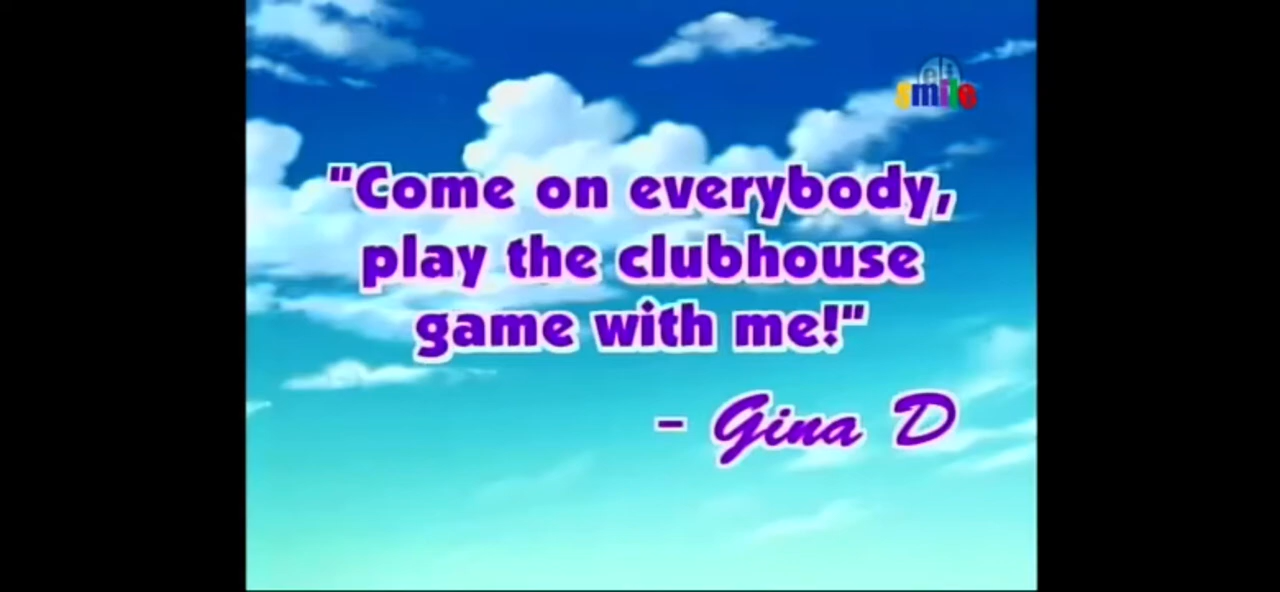 smile
"Come on everybody,
play the clubhouse
game with me!"
- Gina D